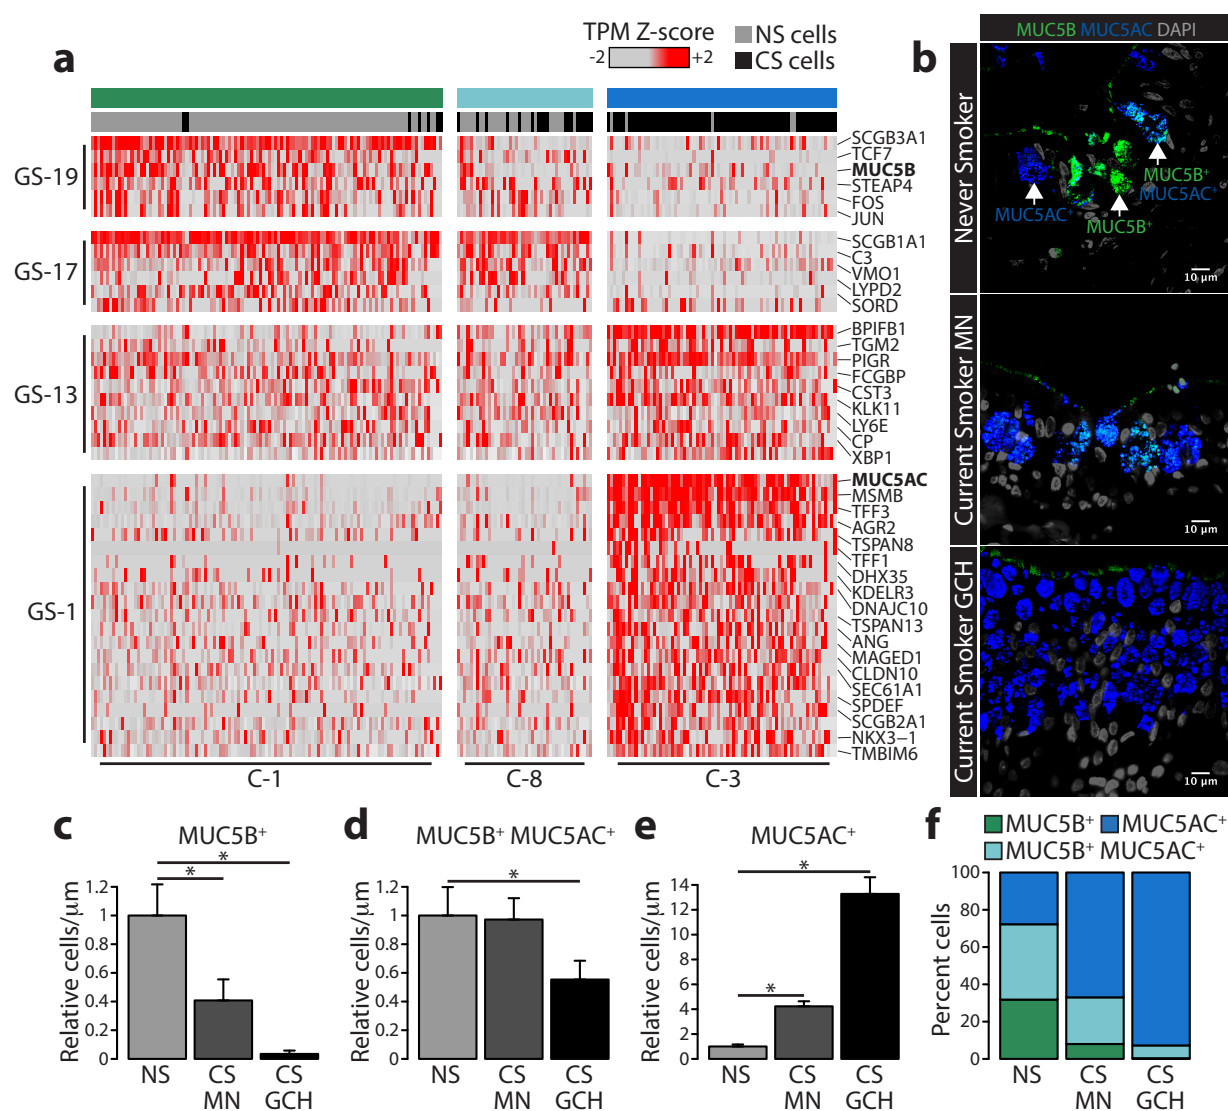 a
TPM Z-score
-2
+2
NS cells
CS cells
GS-19
SCGB3A1
TCF7
MUC5B
STEAP4
FOS
JUN
GS-17
SCGB1A1
C3
VMO1
LYPD2
SORD
GS-13
BPIFB1
TGM2
PIGR
FCGBP
CST3
KLK11
LY6E
CP
XBP1
GS-1
MUC5AC
MSMB
TFF3
AGR2
TSPAN8
TFF1
DHX35
KDELR3
DNAJC10
TSPAN13
ANG
MAGED1
CLDN10
SEC61A1
SPDEF
SCGB2A1
NKX3−1
TMBIM6
C-1
C-8
C-3
b
MUC5B MUC5AC DAPI
Never Smoker
MUC5AC⁺
MUC5B⁺
MUC5B⁺
MUC5AC⁺
10 µm
Current Smoker MN
10 µm
Current Smoker GCH
10 µm
c
MUC5B⁺
Relative cells/µm
1.2
1
0.8
0.6
0.4
0.2
0
*
*
NS
CS
MN
CS
GCH
d
MUC5B⁺ MUC5AC⁺
Relative cells/µm
1.2
1
0.8
0.6
0.4
0.2
0
*
NS
CS
MN
CS
GCH
e
MUC5AC⁺
Relative cells/µm
14
12
10
8
6
4
2
0
*
*
NS
CS
MN
CS
GCH
f
MUC5B⁺
MUC5AC⁺
MUC5B⁺ MUC5AC⁺
Percent cells
100
80
60
40
20
0
NS
CS
MN
CS
GCH